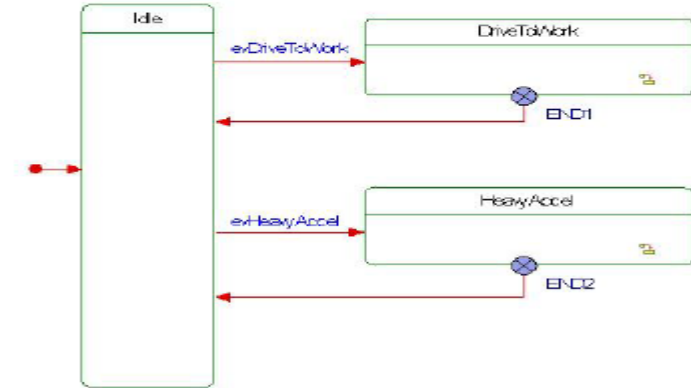 Idle
DriveToWork
evDriveToWork
END1
HeavyAccel
evHeavyAccel
END2